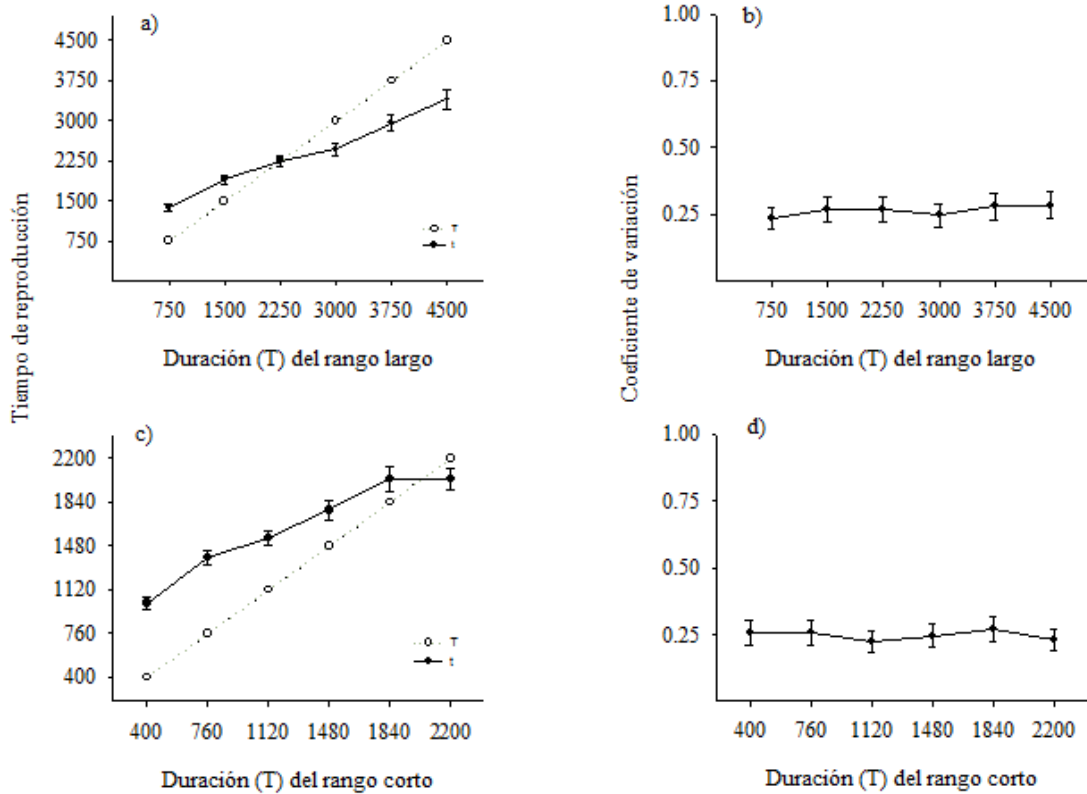 a)
4500
3750
3000
2250
1500
750
T
t
750 1500 2250 3000 3750 4500
Duración (T) del rango largo
b)
1.00
0.75
0.50
0.25
750 1500 2250 3000 3750 4500
Duración (T) del rango largo
Tiempo de reproducción
Coeficiente de variación
c)
2200
1840
1480
1120
760
400
T
t
400 760 1120 1480 1840 2200
Duración (T) del rango corto
d)
1.00
0.75
0.50
0.25
400 760 1120 1480 1840 2200
Duración (T) del rango corto